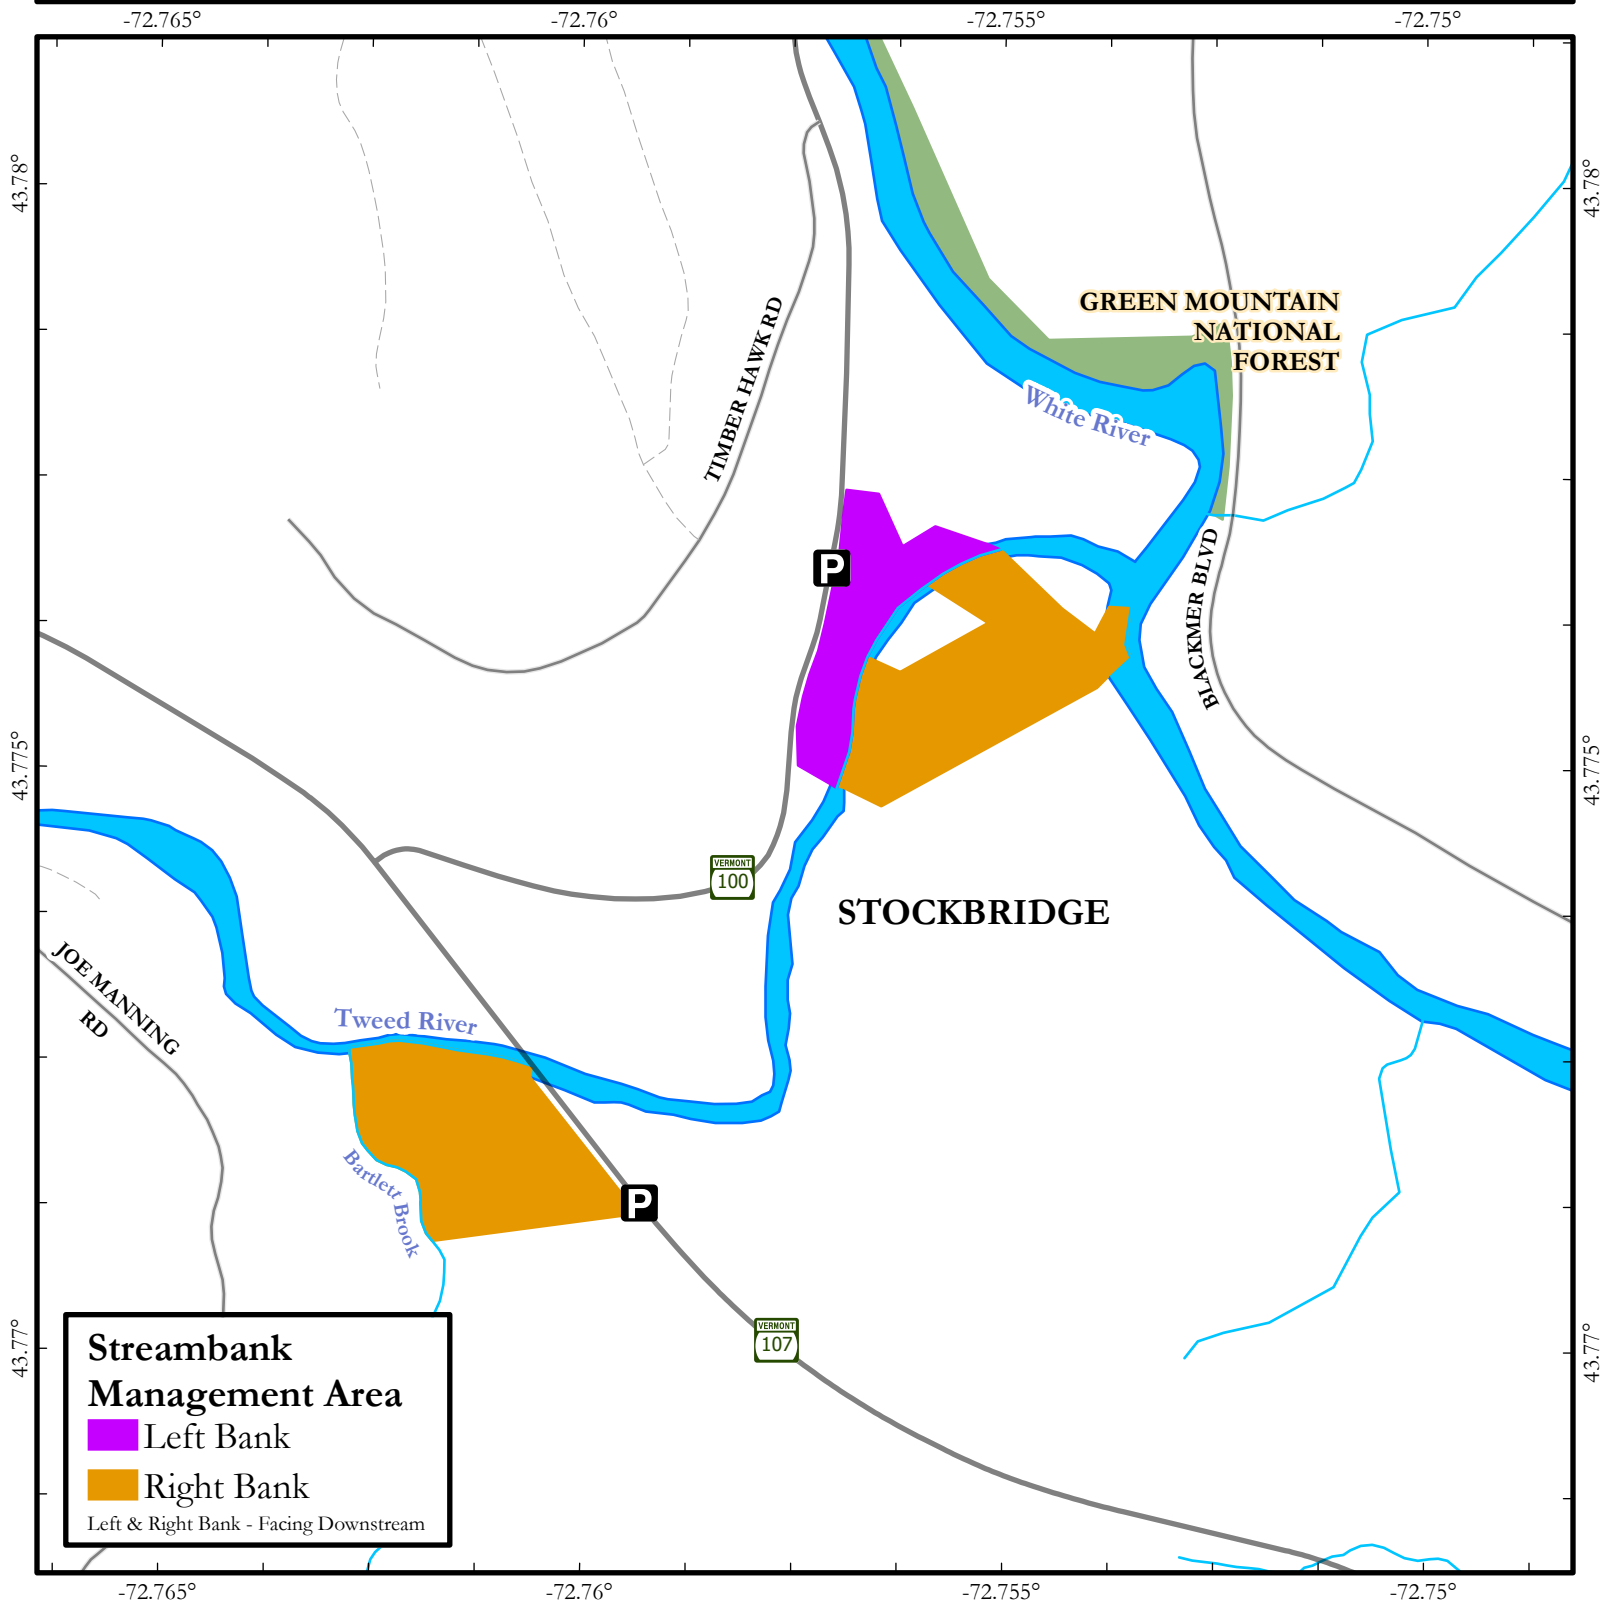 -72.765°
-72.76°
-72.755°
-72.75°
43.78°
43.78°
GREEN MOUNTAIN
NATIONAL
FOREST
TIMBER HAWK RD
White River
P
BLACKMER BLVD
43.775°
43.775°
VERMONT
100
STOCKBRIDGE
JOE MANNING
RD
Tweed River
Bartlett Brook
P
VERMONT
107
43.77°
43.77°
Streambank
Management Area
Left Bank
Right Bank
Left & Right Bank - Facing Downstream
-72.765°
-72.76°
-72.755°
-72.75°